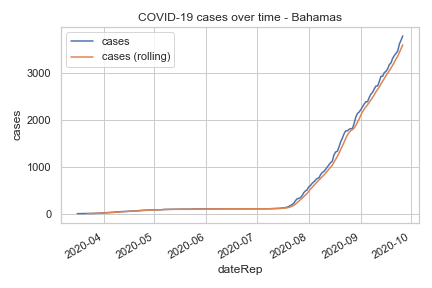 COVID-19 cases over time - Bahamas
cases
cases (rolling)
cases
3000
2000
1000
0
2020-04
2020-05
2020-06
2020-07
2020-08
2020-09
2020-10
dateRep